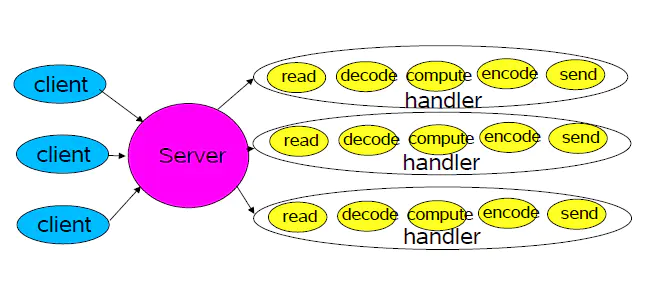 client
client
client
Server
read decode compute encode send
handler
read decode compute encode send
handler
read decode compute encode send
handler